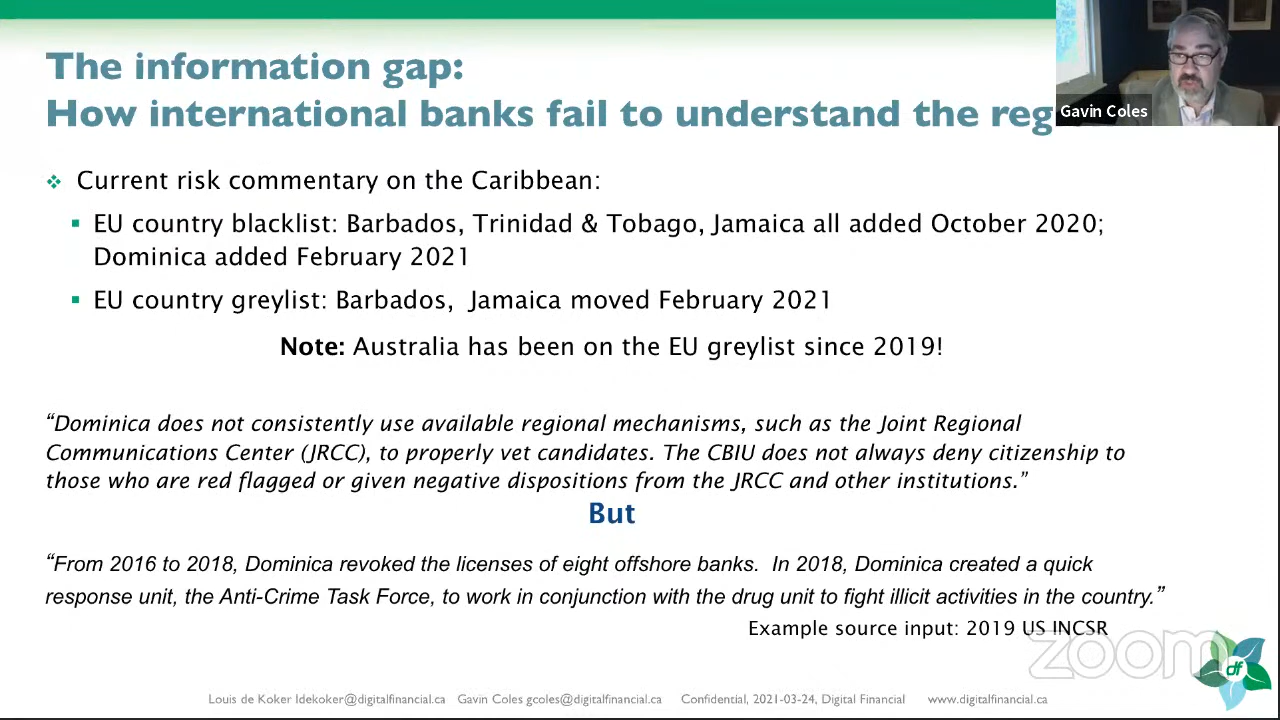 The information gap:
How international banks fail to understand the reg
Gavin Coles
Current risk commentary on the Caribbean:
EU country blacklist: Barbados, Trinidad & Tobago, Jamaica all added October 2020;
Dominica added February 2021
EU country greylist: Barbados,  Jamaica moved February 2021
Note: Australia has been on the EU greylist since 2019!
“Dominica does not consistently use available regional mechanisms, such as the Joint Regional
Communications Center (JRCC), to properly vet candidates. The CBIU does not always deny citizenship to
those who are red flagged or given negative dispositions from the JRCC and other institutions.”
But
“From 2016 to 2018, Dominica revoked the licenses of eight offshore banks.  In 2018, Dominica created a quick
response unit, the Anti-Crime Task Force, to work in conjunction with the drug unit to fight illicit activities in the country.”
Example source input: 2019 US INCSR
zoom
df
Louis de Koker ldekoker@digitalfinancial.ca   Gavin Coles gcoles@digitalfinancial.ca   Confidential, 2021-03-24, Digital Financial   www.digitalfinancial.ca